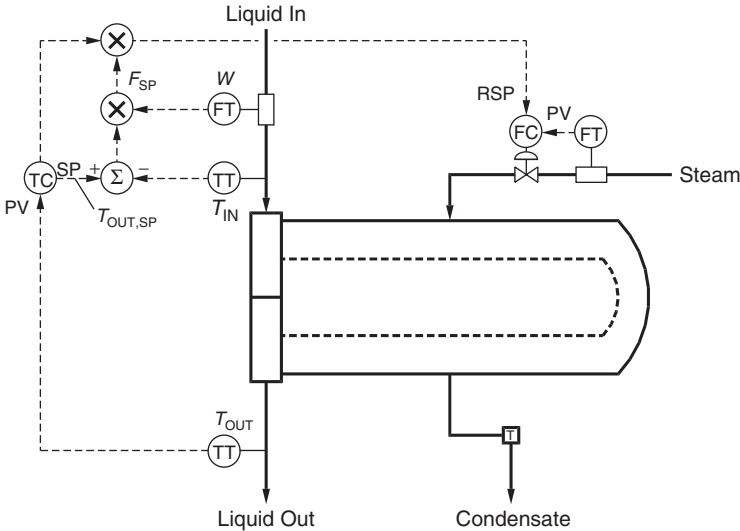 Liquid In
×
F_SP
W
×
FT
RSP
PV
FC
FT
SP
+
−
TC
Σ
TT
Steam
PV
T_OUT,SP
T_IN
T_OUT
TT
T
Liquid Out
Condensate